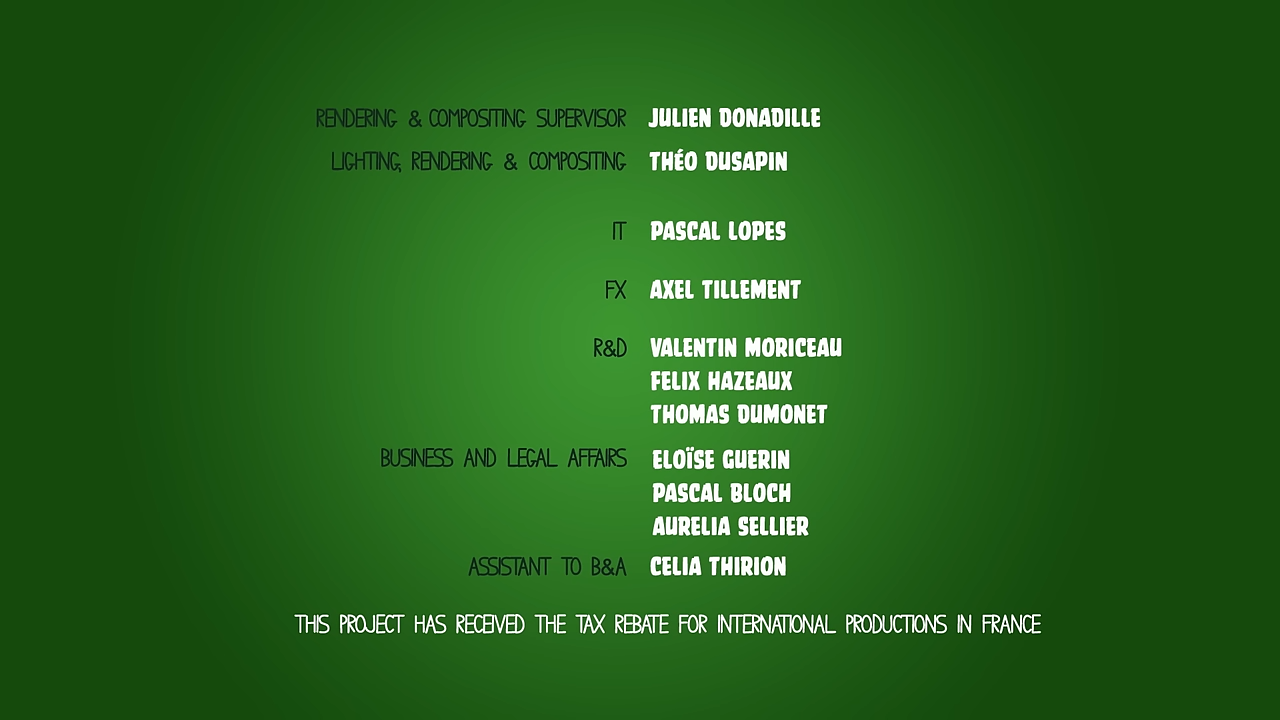 RENDERING & COMPOSITING SUPERVISOR JULIEN DONADILLE
LIGHTING, RENDERING & COMPOSITING THÉO DUSAPIN
IT PASCAL LOPES
FX AXEL TILLEMENT
R&D VALENTIN MORICEAU
FELIX HAZEAUX
THOMAS DUMONET
BUSINESS AND LEGAL AFFAIRS ELOÏSE GUERIN
PASCAL BLOCH
AURELIA SELLIER
ASSISTANT TO B&A CELIA THIRION
THIS PROJECT HAS RECEIVED THE TAX REBATE FOR INTERNATIONAL PRODUCTIONS IN FRANCE